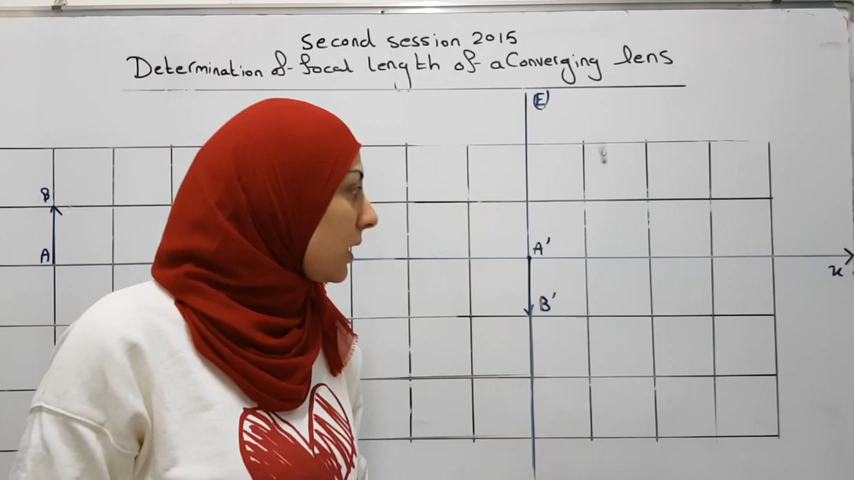 Second session 2015
Determination of focal length of a Converging lens
E
B
A'
A
x
B'